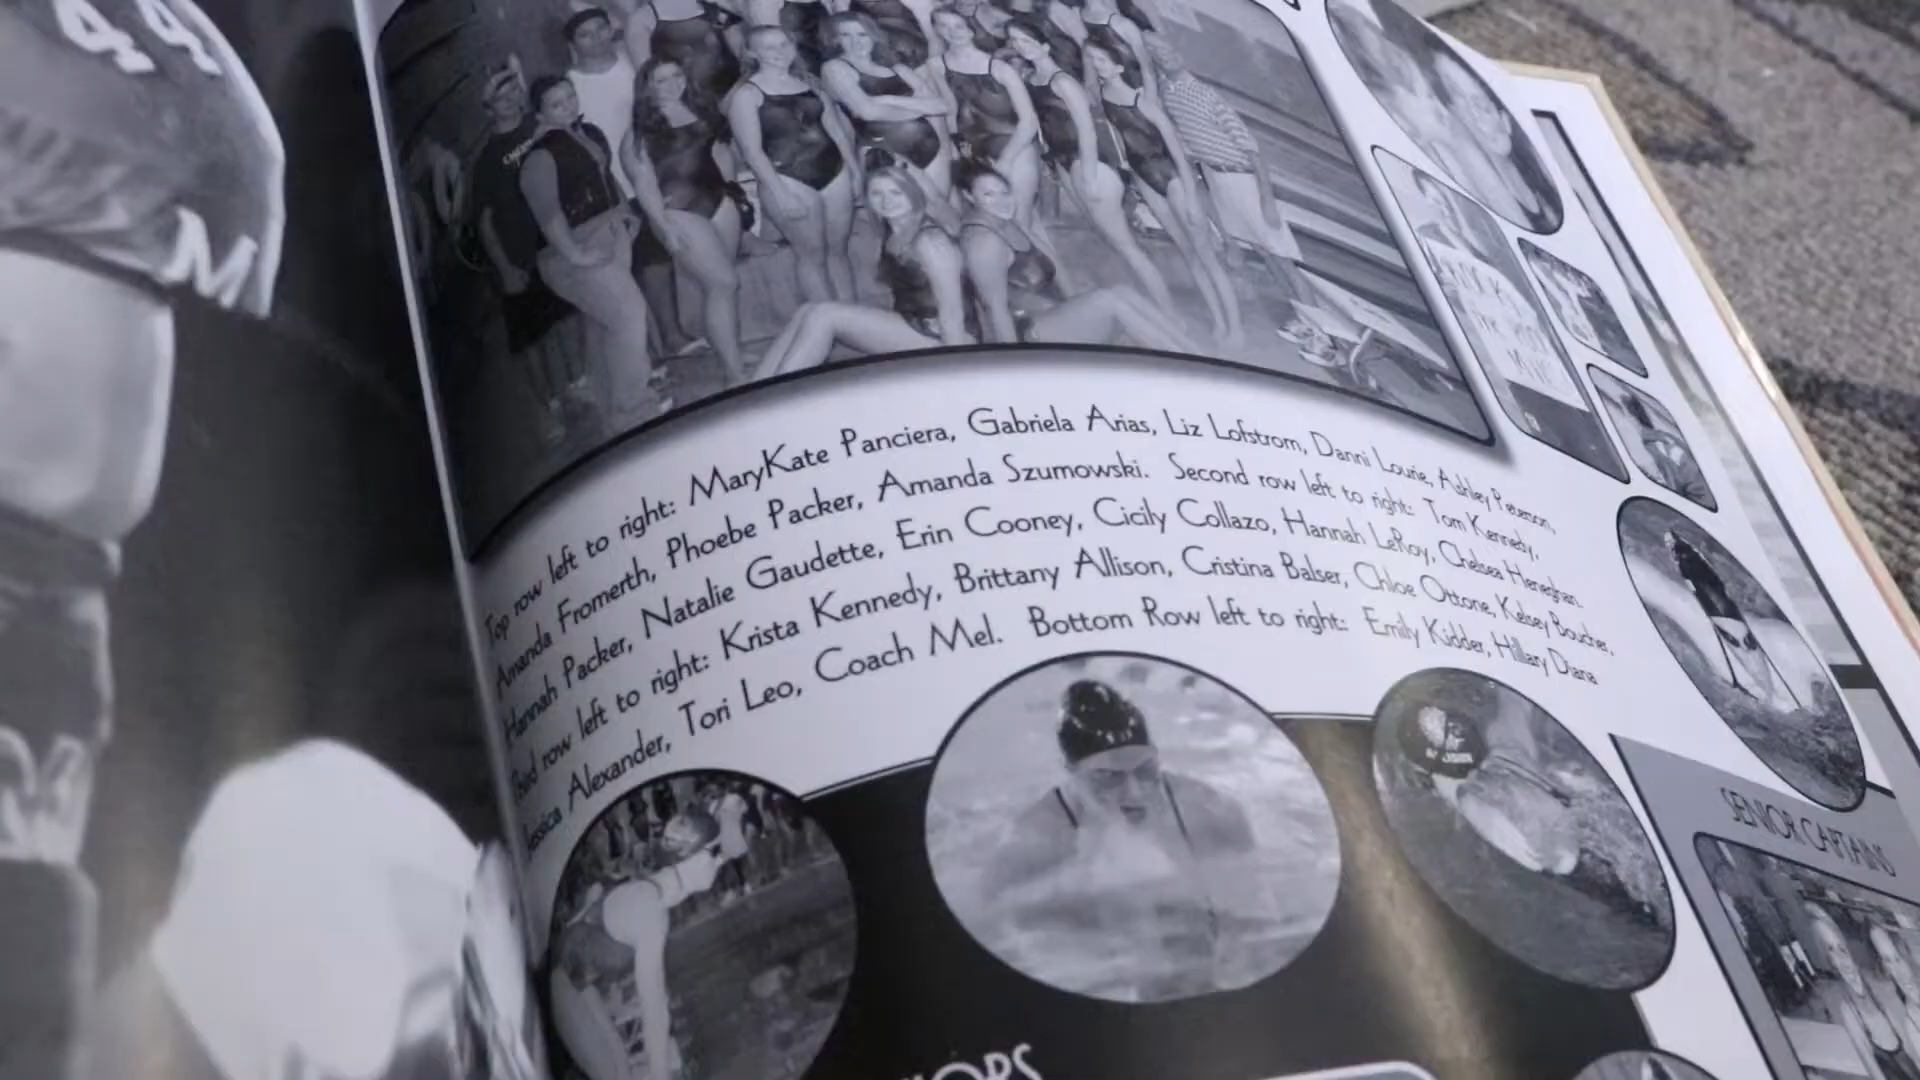 44
M
Top row left to right: MaryKate Panciera, Gabriela Arias, Liz Lofstrom, Danni Lourie, Ashley Peterson,
Amanda Fromerth, Phoebe Packer, Amanda Szumowski. Second row left to right: Tom Kennedy,
Hannah Packer, Natalie Gaudette, Erin Cooney, Cicily Collazo, Hannah LeRoy, Chelsea Heneghan.
Third row left to right: Krista Kennedy, Brittany Allison, Cristina Balser, Chloe Ottone, Kelsey Boucher,
Jessica Alexander, Tori Leo, Coach Mel. Bottom Row left to right: Emily Kidder, Hillary Diana
SENIOR CAPTAINS